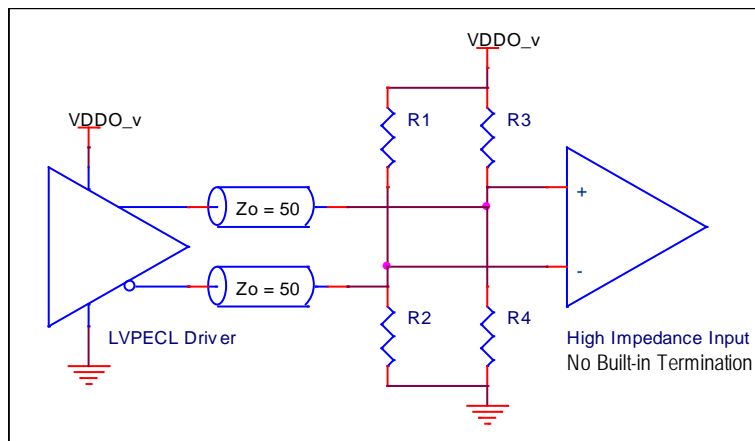 VDDO_v
VDDO_v
R1
R3
Zo = 50
+
Zo = 50
-
R2
R4
LVPECL Driver
High Impedance Input
No Built-in Termination